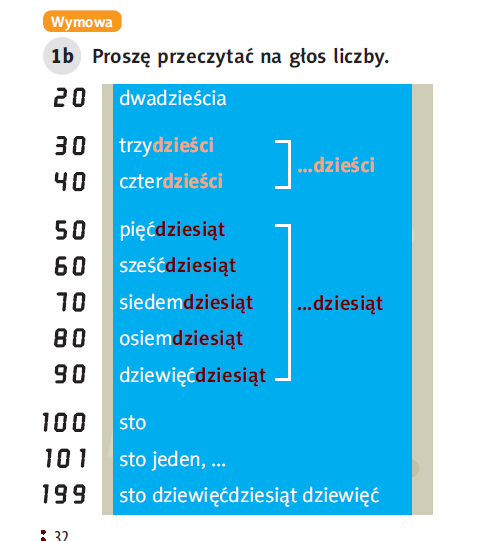 Wymowa
1b Proszę przeczytać na głos liczby.
20 dwadzieścia
30 trzydzieści
...dzieści
40 czterdzieści
50 pięćdziesiąt
60 sześćdziesiąt
70 siedemdziesiąt ...dziesiąt
80 osiemdziesiąt
90 dziewięćdziesiąt
100 sto
101 sto jeden, ...
199 sto dziewięćdziesiąt dziewięć
32